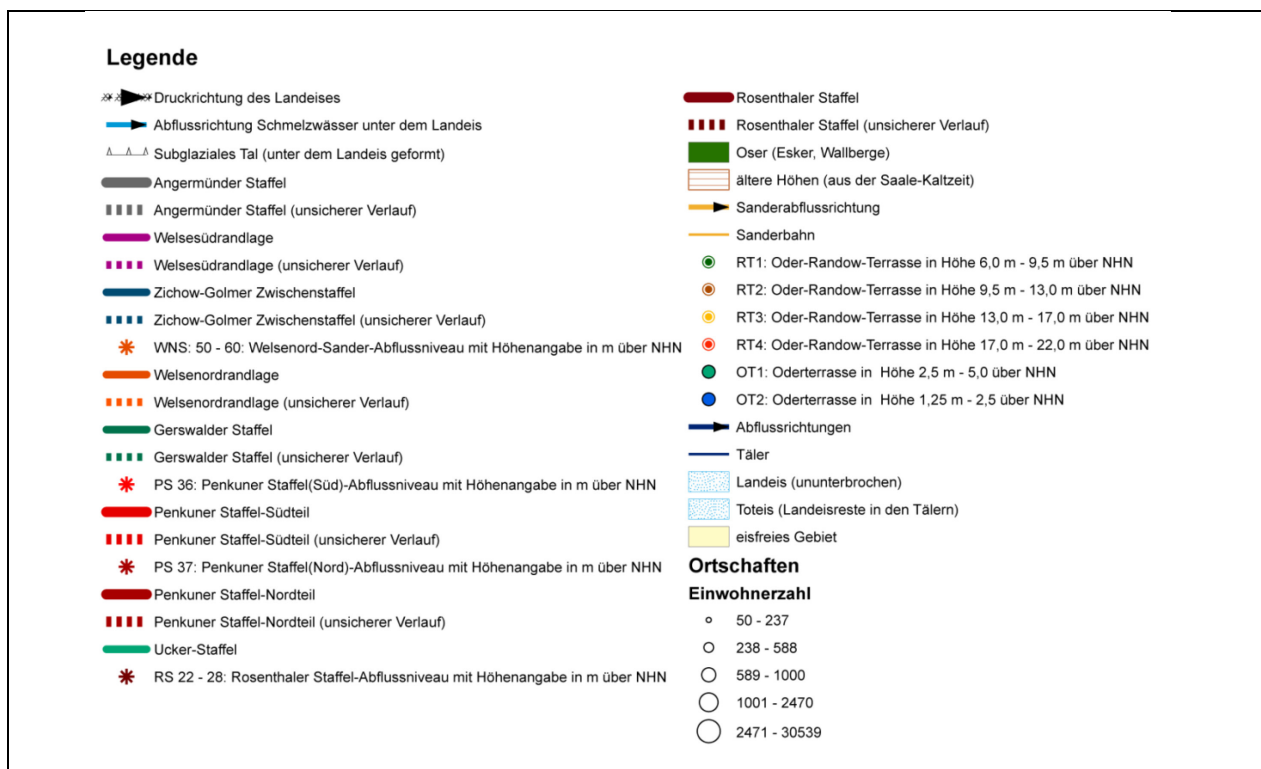 Legende
Druckrichtung des Landeises
Abflussrichtung Schmelzwässer unter dem Landeis
Subglaziales Tal (unter dem Landeis geformt)
Angermünder Staffel
Angermünder Staffel (unsicherer Verlauf)
Welsesüdrandlage
Welsesüdrandlage (unsicherer Verlauf)
Zichow-Golmer Zwischenstaffel
Zichow-Golmer Zwischenstaffel (unsicherer Verlauf)
WNS: 50 - 60: Welsenord-Sander-Abflussniveau mit Höhenangabe in m über NHN
Welsenordrandlage
Welsenordrandlage (unsicherer Verlauf)
Gerswalder Staffel
Gerswalder Staffel (unsicherer Verlauf)
PS 36: Penkuner Staffel(Süd)-Abflussniveau mit Höhenangabe in m über NHN
Penkuner Staffel-Südteil
Penkuner Staffel-Südteil (unsicherer Verlauf)
PS 37: Penkuner Staffel(Nord)-Abflussniveau mit Höhenangabe in m über NHN
Penkuner Staffel-Nordteil
Penkuner Staffel-Nordteil (unsicherer Verlauf)
Ucker-Staffel
RS 22 - 28: Rosenthaler Staffel-Abflussniveau mit Höhenangabe in m über NHN
Rosenthaler Staffel
Rosenthaler Staffel (unsicherer Verlauf)
Oser (Esker, Wallberge)
ältere Höhen (aus der Saale-Kaltzeit)
Sanderabflussrichtung
Sanderbahn
RT1: Oder-Randow-Terrasse in Höhe 6,0 m - 9,5 m über NHN
RT2: Oder-Randow-Terrasse in Höhe 9,5 m - 13,0 m über NHN
RT3: Oder-Randow-Terrasse in Höhe 13,0 m - 17,0 m über NHN
RT4: Oder-Randow-Terrasse in Höhe 17,0 m - 22,0 m über NHN
OT1: Oderterrasse in Höhe 2,5 m - 5,0 über NHN
OT2: Oderterrasse in Höhe 1,25 m - 2,5 über NHN
Abflussrichtungen
Täler
Landeis (ununterbrochen)
Toteis (Landeisreste in den Tälern)
eisfreies Gebiet
Ortschaften
Einwohnerzahl
50 - 237
238 - 588
589 - 1000
1001 - 2470
2471 - 30539